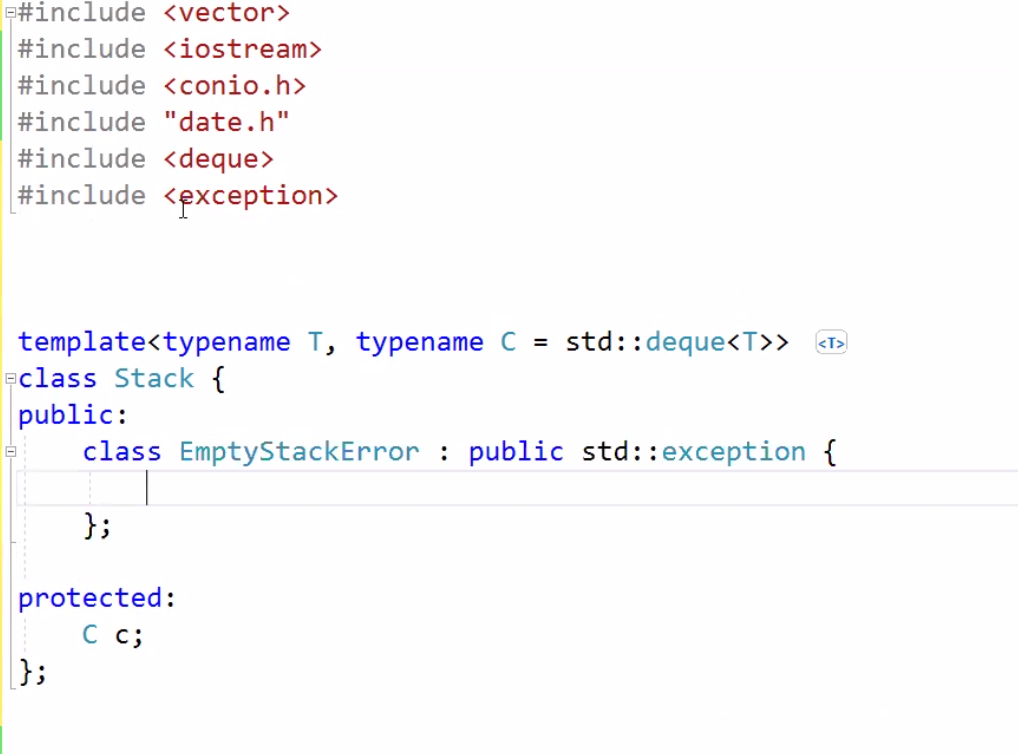 #include <vector>
#include <iostream>
#include <conio.h>
#include "date.h"
#include <deque>
#include <exception>
template<typename T, typename C = std::deque<T>> <T>
class Stack {
public:
class EmptyStackError : public std::exception {
};
protected:
C c;
};